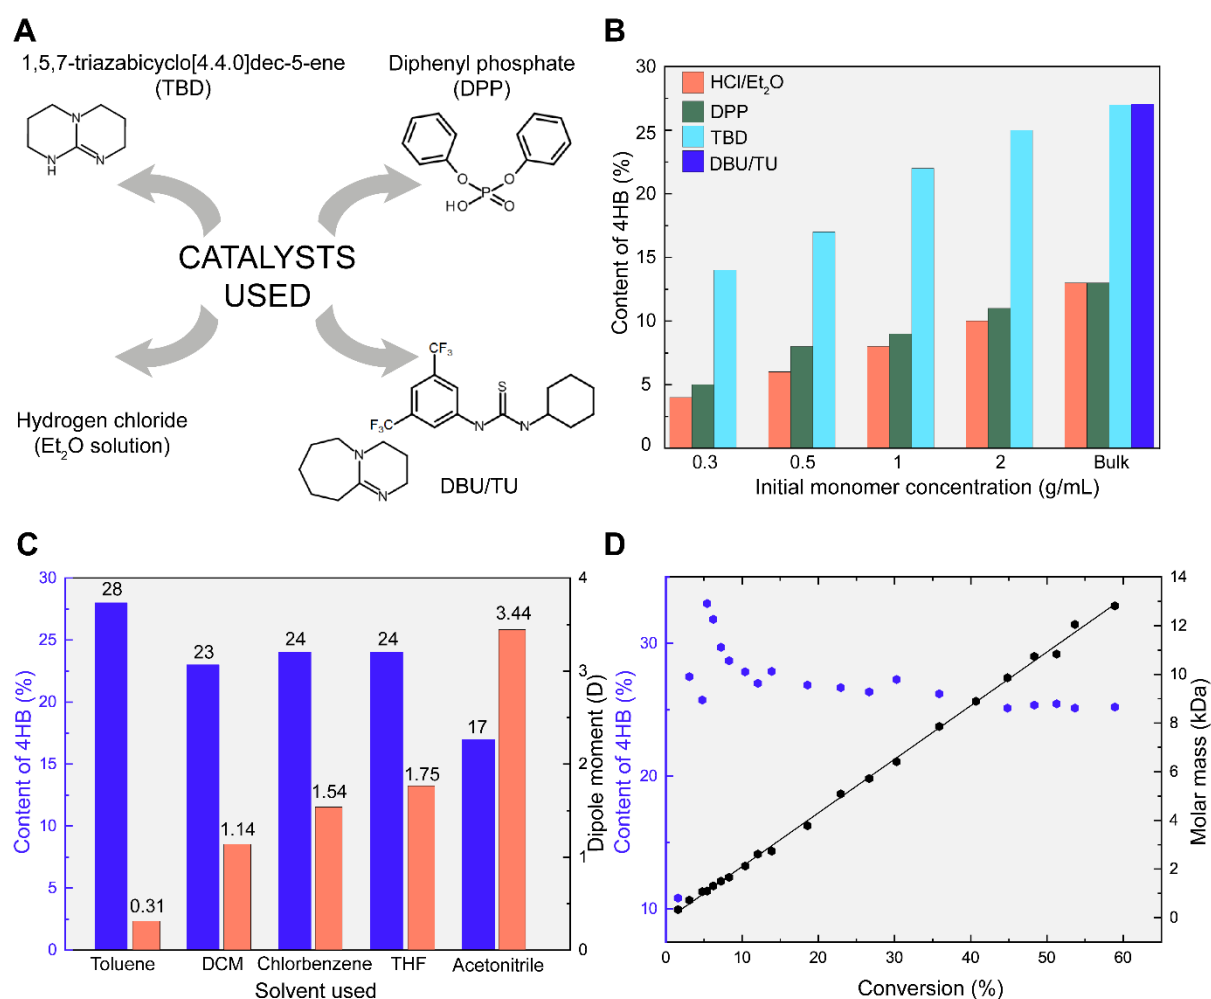 A
1,5,7-triazabicyclo[4.4.0]dec-5-ene
(TBD)
N
N
H
N
Diphenyl phosphate
(DPP)
O
O
P
HO
O
CATALYSTS
USED
Hydrogen chloride
(Et₂O solution)
CF₃
S
F₃C
N
H
N
H
N
N
DBU/TU
B
HCl/Et₂O
DPP
TBD
DBU/TU
30
25
20
15
10
5
0
Content of 4HB (%)
0.3
0.5
1
2
Bulk
Initial monomer concentration (g/mL)
C
30
25
20
15
10
5
0
Content of 4HB (%)
28
0.31
23
1.14
24
1.54
24
1.75
17
3.44
4
3
2
1
0
Dipole moment (D)
Toluene
DCM
Chlorbenzene
THF
Acetonitrile
Solvent used
D
30
20
10
Content of 4HB (%)
14
12
10
8
6
4
2
0
Molar mass (kDa)
0
10
20
30
40
50
60
Conversion (%)